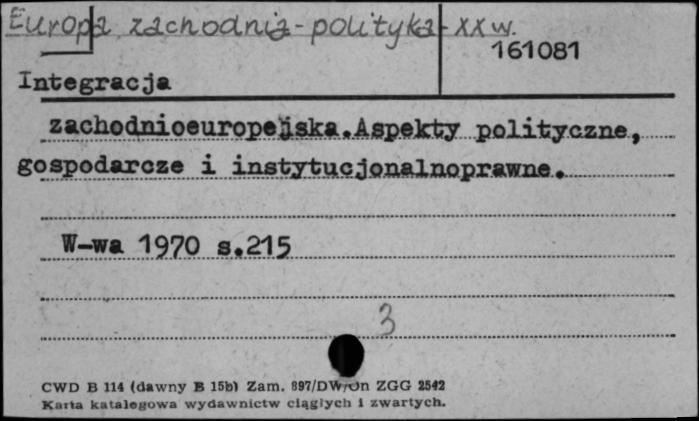 Europa zachodnia - polityka - XX w.
161081
Integracja
zachodnioeuropejska.Aspekty polityczne,
gospodarcze i instytucjonalnoprawne.
W-wa 1970 s.215
3
CWD B 114 (dawny B 15b) Zam. 897/DW/Un ZGG 2542
Karta katalogowa wydawnictw ciągłych i zwartych.